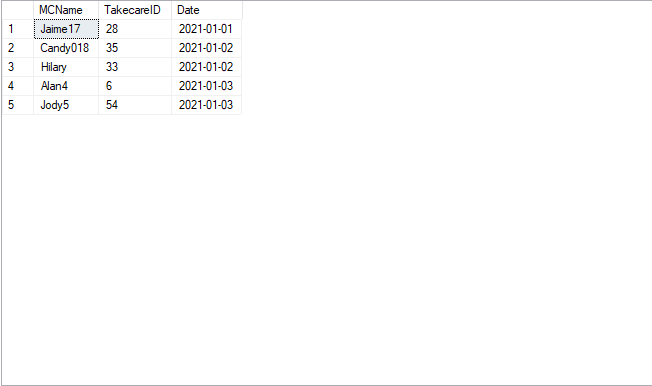 MCName TakecareID Date
1 Jaime17 28 2021-01-01
2 Candy018 35 2021-01-02
3 Hilary 33 2021-01-02
4 Alan4 6 2021-01-03
5 Jody5 54 2021-01-03